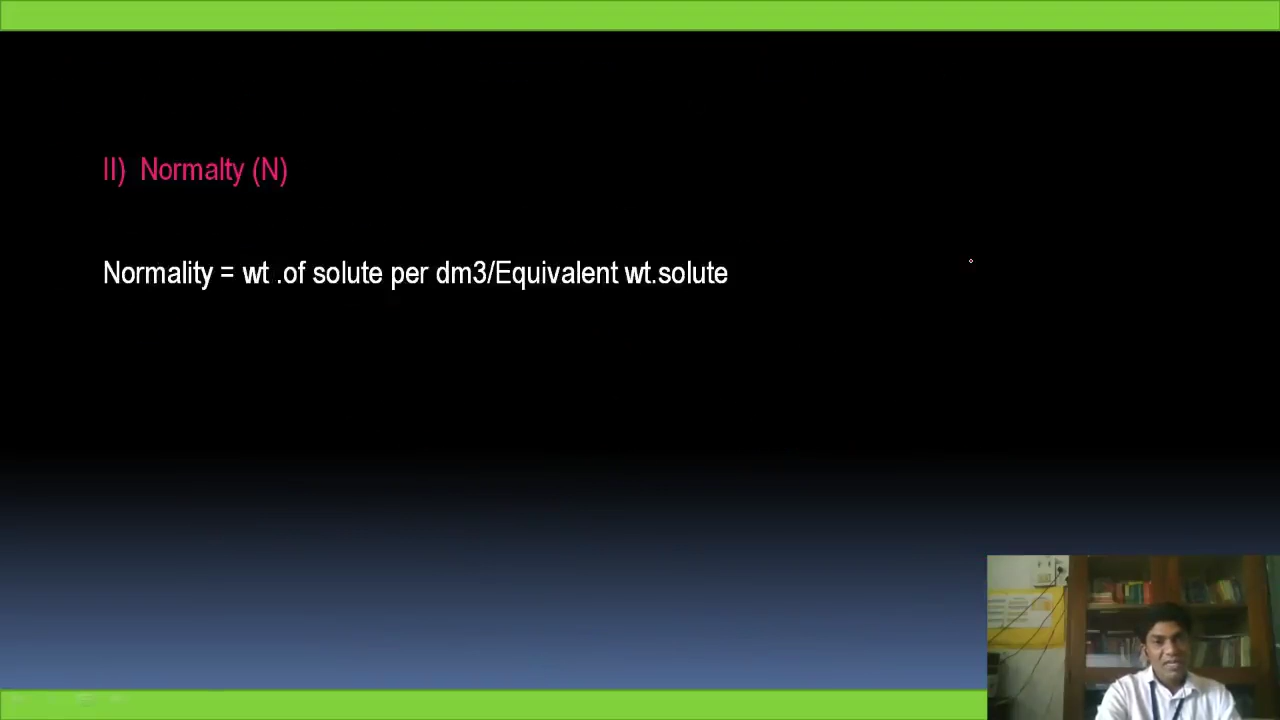 II) Normalty (N)
Normality = wt .of solute per dm3/Equivalent wt.solute